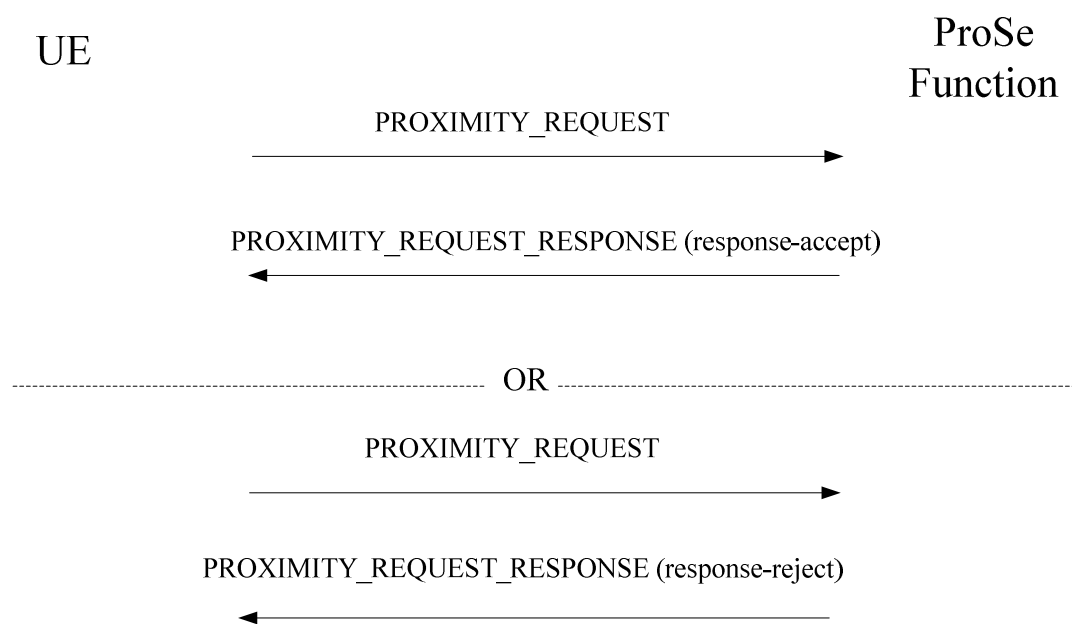 UE
ProSe
Function
PROXIMITY_REQUEST
PROXIMITY_REQUEST_RESPONSE (response-accept)
OR
PROXIMITY_REQUEST
PROXIMITY_REQUEST_RESPONSE (response-reject)